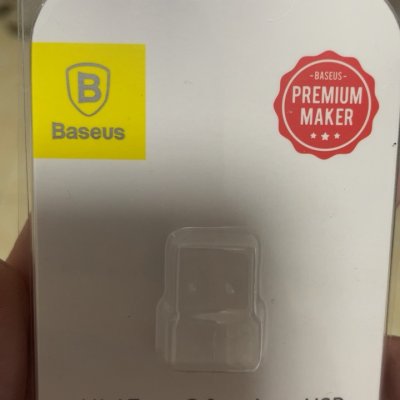 B
Baseus
-BASEUS-
PREMIUM
MAKER